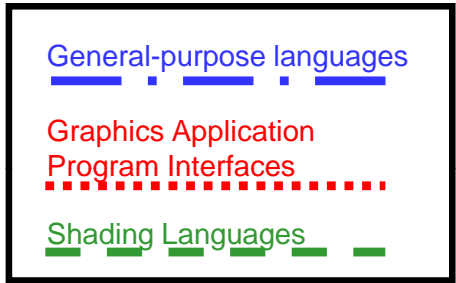 General-purpose languages
Graphics Application
Program Interfaces
Shading Languages